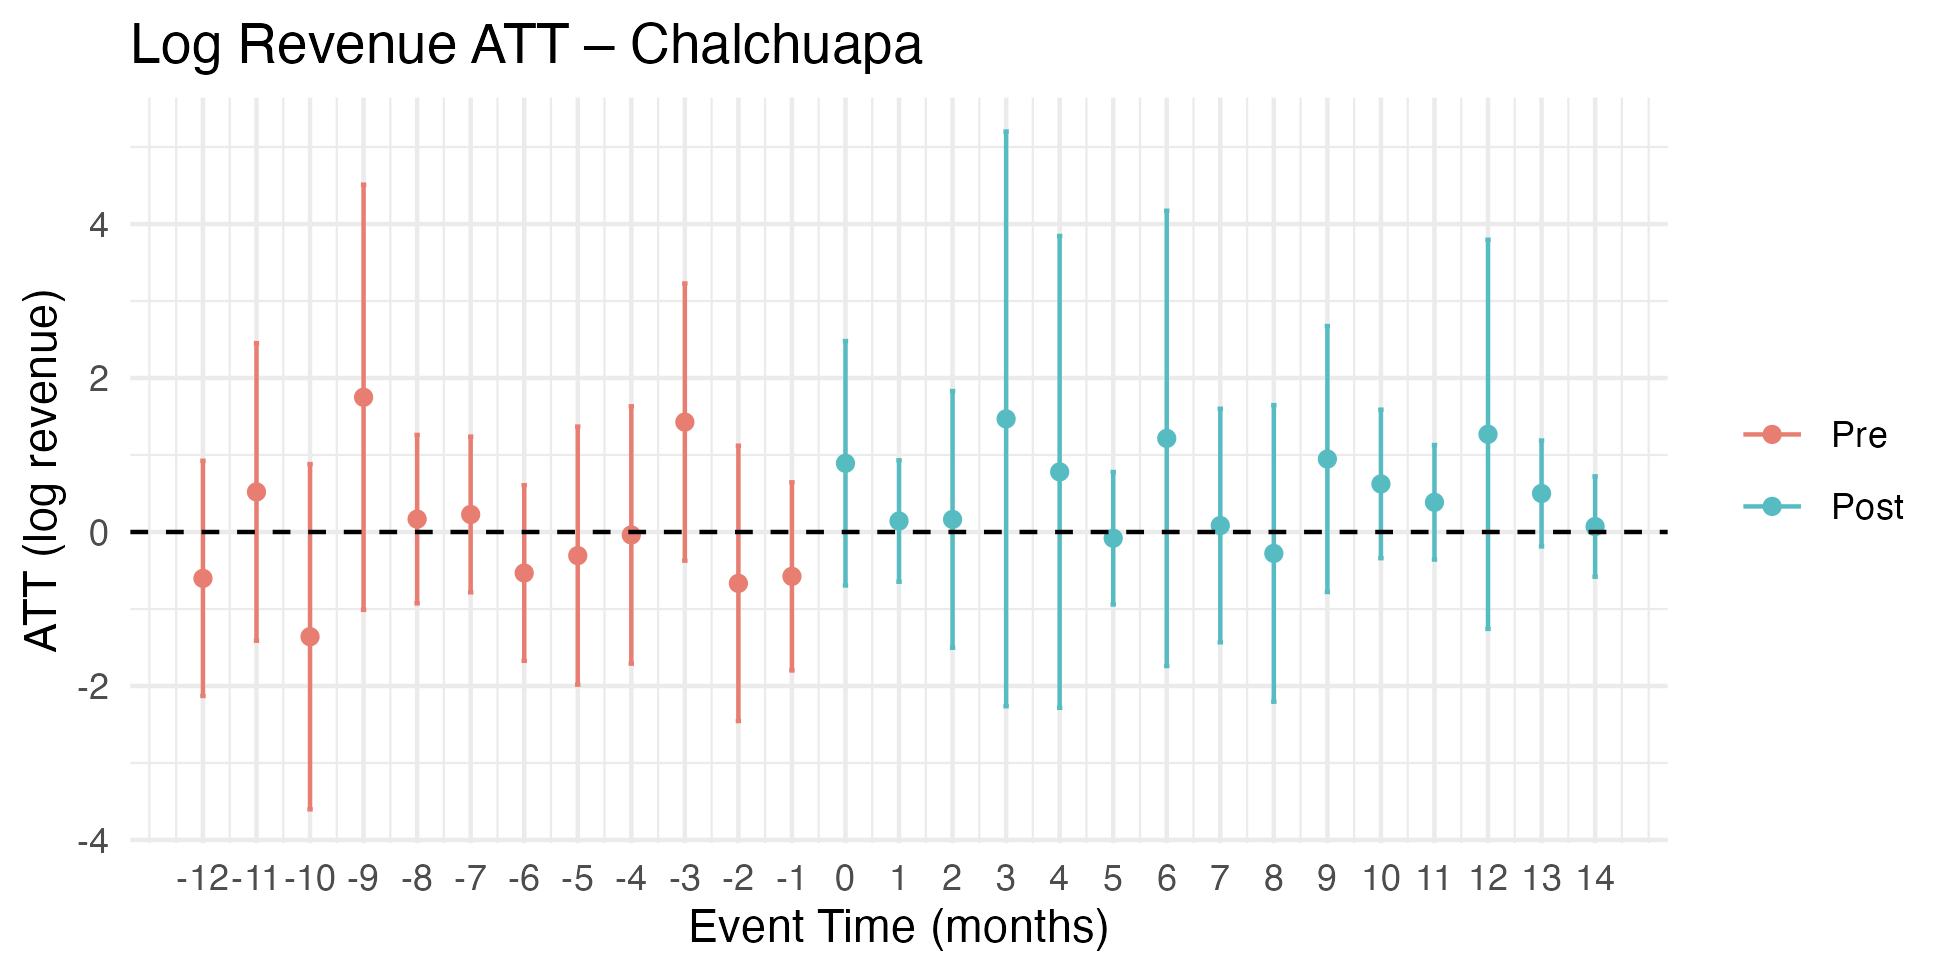 Log Revenue ATT – Chalchuapa
ATT (log revenue)
4
2
0
-2
-4
-12 -11 -10 -9 -8 -7 -6 -5 -4 -3 -2 -1 0 1 2 3 4 5 6 7 8 9 10 11 12 13 14
Event Time (months)
Pre
Post